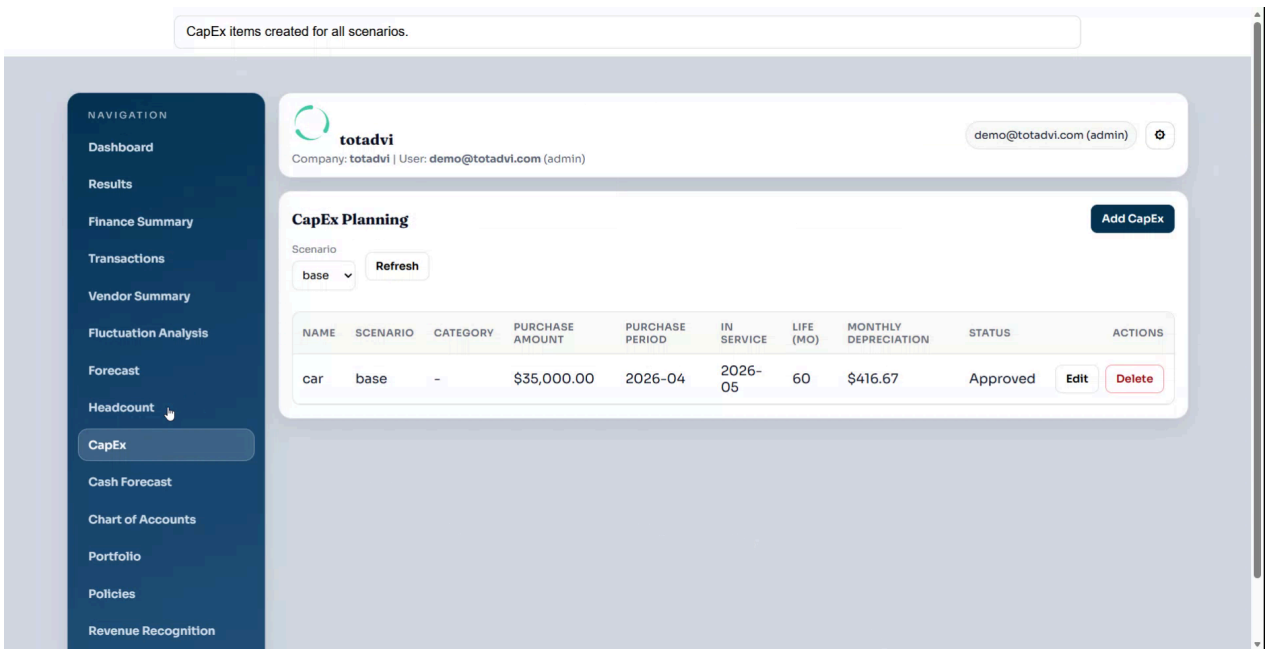 CapEx items created for all scenarios.
NAVIGATION
Dashboard
Results
Finance Summary
Transactions
Vendor Summary
Fluctuation Analysis
Forecast
Headcount
CapEx
Cash Forecast
Chart of Accounts
Portfolio
Policies
Revenue Recognition
totadvi
Company: totadvi | User: demo@totadvi.com (admin)
demo@totadvi.com (admin)
CapEx Planning
Add CapEx
Scenario
base
Refresh
NAME SCENARIO CATEGORY PURCHASE AMOUNT PURCHASE PERIOD IN SERVICE LIFE (MO) MONTHLY DEPRECIATION STATUS ACTIONS
car base - $35,000.00 2026-04 2026-05 60 $416.67 Approved Edit Delete